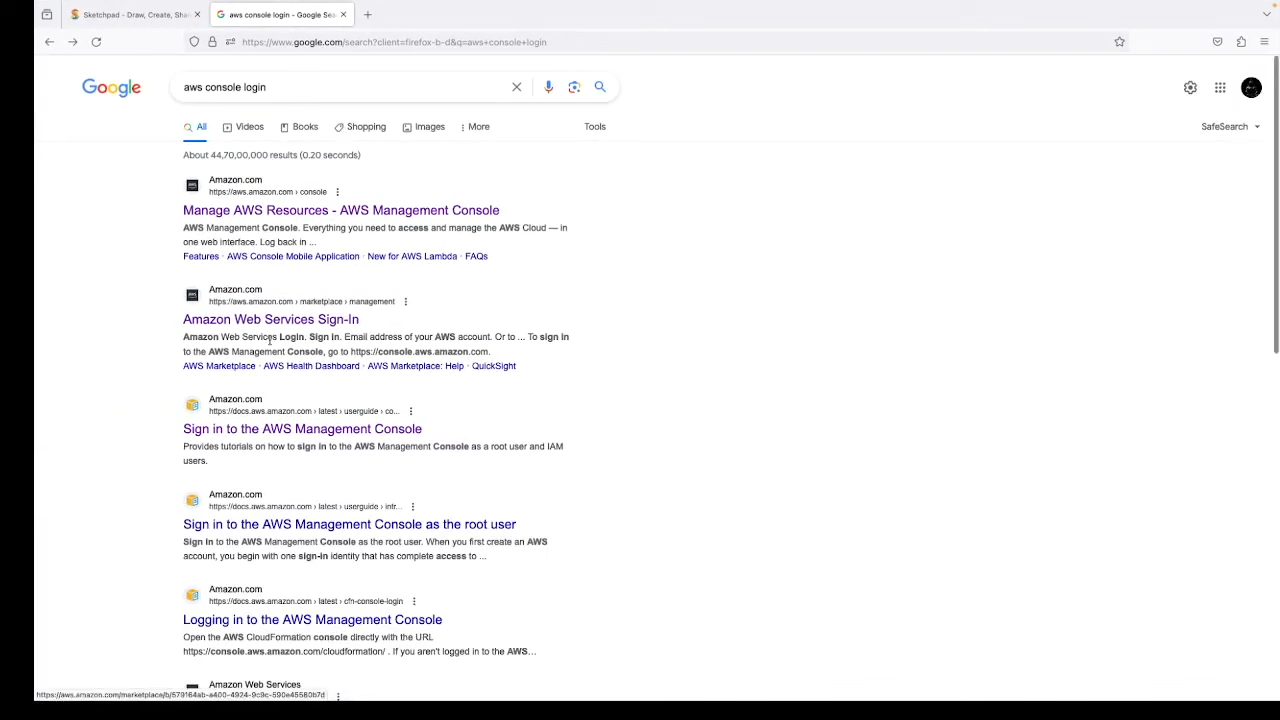 Sketchpad - Draw, Create, Sha
aws console login - Google Sea
https://www.google.com/search?client=firefox-b-d&q=aws+console+login
Google
aws console login
All Videos Books Shopping Images More Tools
SafeSearch
About 44,70,00,000 results (0.20 seconds)
Amazon.com
https://aws.amazon.com › console
Manage AWS Resources - AWS Management Console
AWS Management Console. Everything you need to access and manage the AWS Cloud — in
one web interface. Log back in ...
Features · AWS Console Mobile Application · New for AWS Lambda · FAQs
Amazon.com
https://aws.amazon.com › marketplace › management
Amazon Web Services Sign-In
Amazon Web Services Login. Sign in. Email address of your AWS account. Or to ... To sign in
to the AWS Management Console, go to https://console.aws.amazon.com.
AWS Marketplace · AWS Health Dashboard · AWS Marketplace: Help · QuickSight
Amazon.com
https://docs.aws.amazon.com › latest › userguide › co...
Sign in to the AWS Management Console
Provides tutorials on how to sign in to the AWS Management Console as a root user and IAM
users.
Amazon.com
https://docs.aws.amazon.com › latest › userguide › intr...
Sign in to the AWS Management Console as the root user
Sign in to the AWS Management Console as the root user. When you first create an AWS
account, you begin with one sign-in identity that has complete access to ...
Amazon.com
https://docs.aws.amazon.com › latest › cfn-console-login
Logging in to the AWS Management Console
Open the AWS CloudFormation console directly with the URL
https://console.aws.amazon.com/cloudformation/ . If you aren't logged in to the AWS...
Amazon Web Services
https://aws.amazon.com/marketplace/b/579164ab-a400-4924-9c9c-590e45580b7d